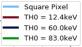 Square Pixel
TH0 = 12.4keV
TH0 = 60.0keV
TH0 = 83.0keV